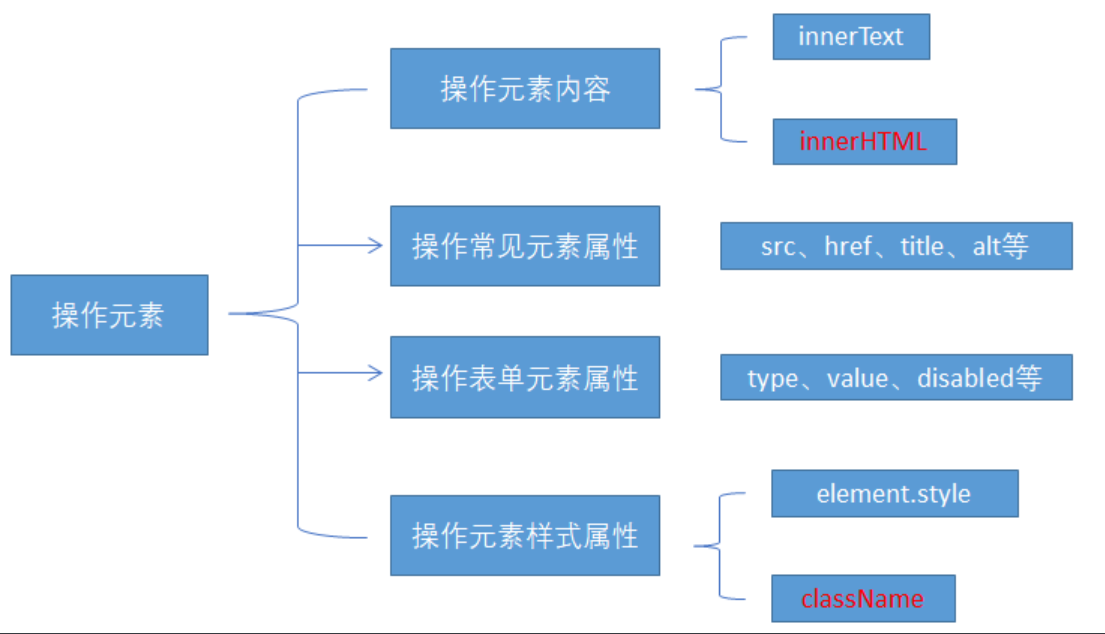 操作元素
操作元素内容
innerText
innerHTML
操作常见元素属性
src、href、title、alt等
操作表单元素属性
type、value、disabled等
操作元素样式属性
element.style
className